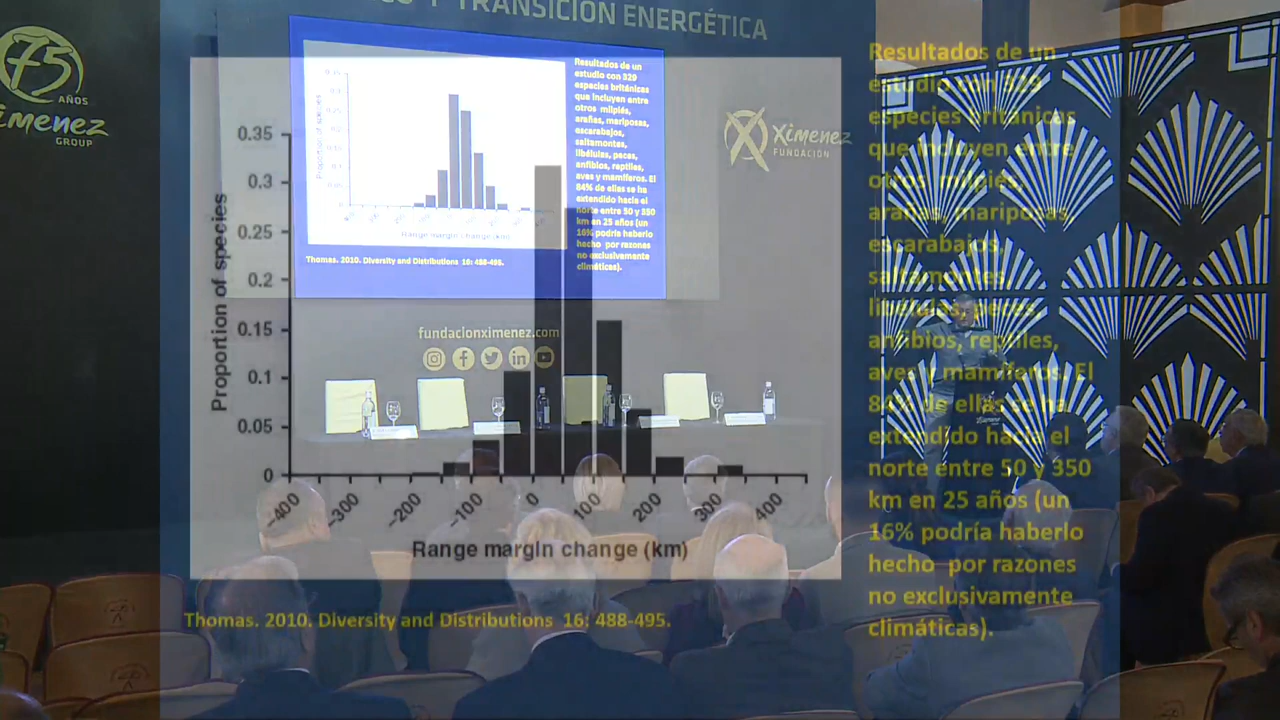 Y TRANSICIÓN ENERGÉTICA
75
AÑOS
Ximenez
GROUP
Ximenez
FUNDACIÓN
Proportion of species
0.35
0.3
0.25
0.2
0.15
0.1
0.05
0
-400
-300
-200
-100
0
100
200
300
400
Range margin change (km)
Thomas. 2010. Diversity and Distributions 16: 488-495.
Resultados de un
estudio con 329
especies británicas
que incluyen entre
otros milpiés,
arañas, mariposas,
escarabajos,
saltamontes,
libélulas, peces,
anfibios, reptiles,
aves y mamíferos. El
84% de ellas se ha
extendido hacia el
norte entre 50 y 350
km en 25 años (un
16% podría haberlo
hecho por razones
no exclusivamente
climáticas).
Proportion of species
Range margin change (km)
Thomas. 2010. Diversity and Distributions 16: 488-495.
Resultados de un
estudio con 329
especies británicas
que incluyen entre
otros milpiés,
arañas, mariposas,
escarabajos,
saltamontes,
libélulas, peces,
anfibios, reptiles,
aves y mamíferos. El
84% de ellas se ha
extendido hacia el
norte entre 50 y 350
km en 25 años (un
16% podría haberlo
hecho por razones
no exclusivamente
climáticas).
fundacionximenez.com